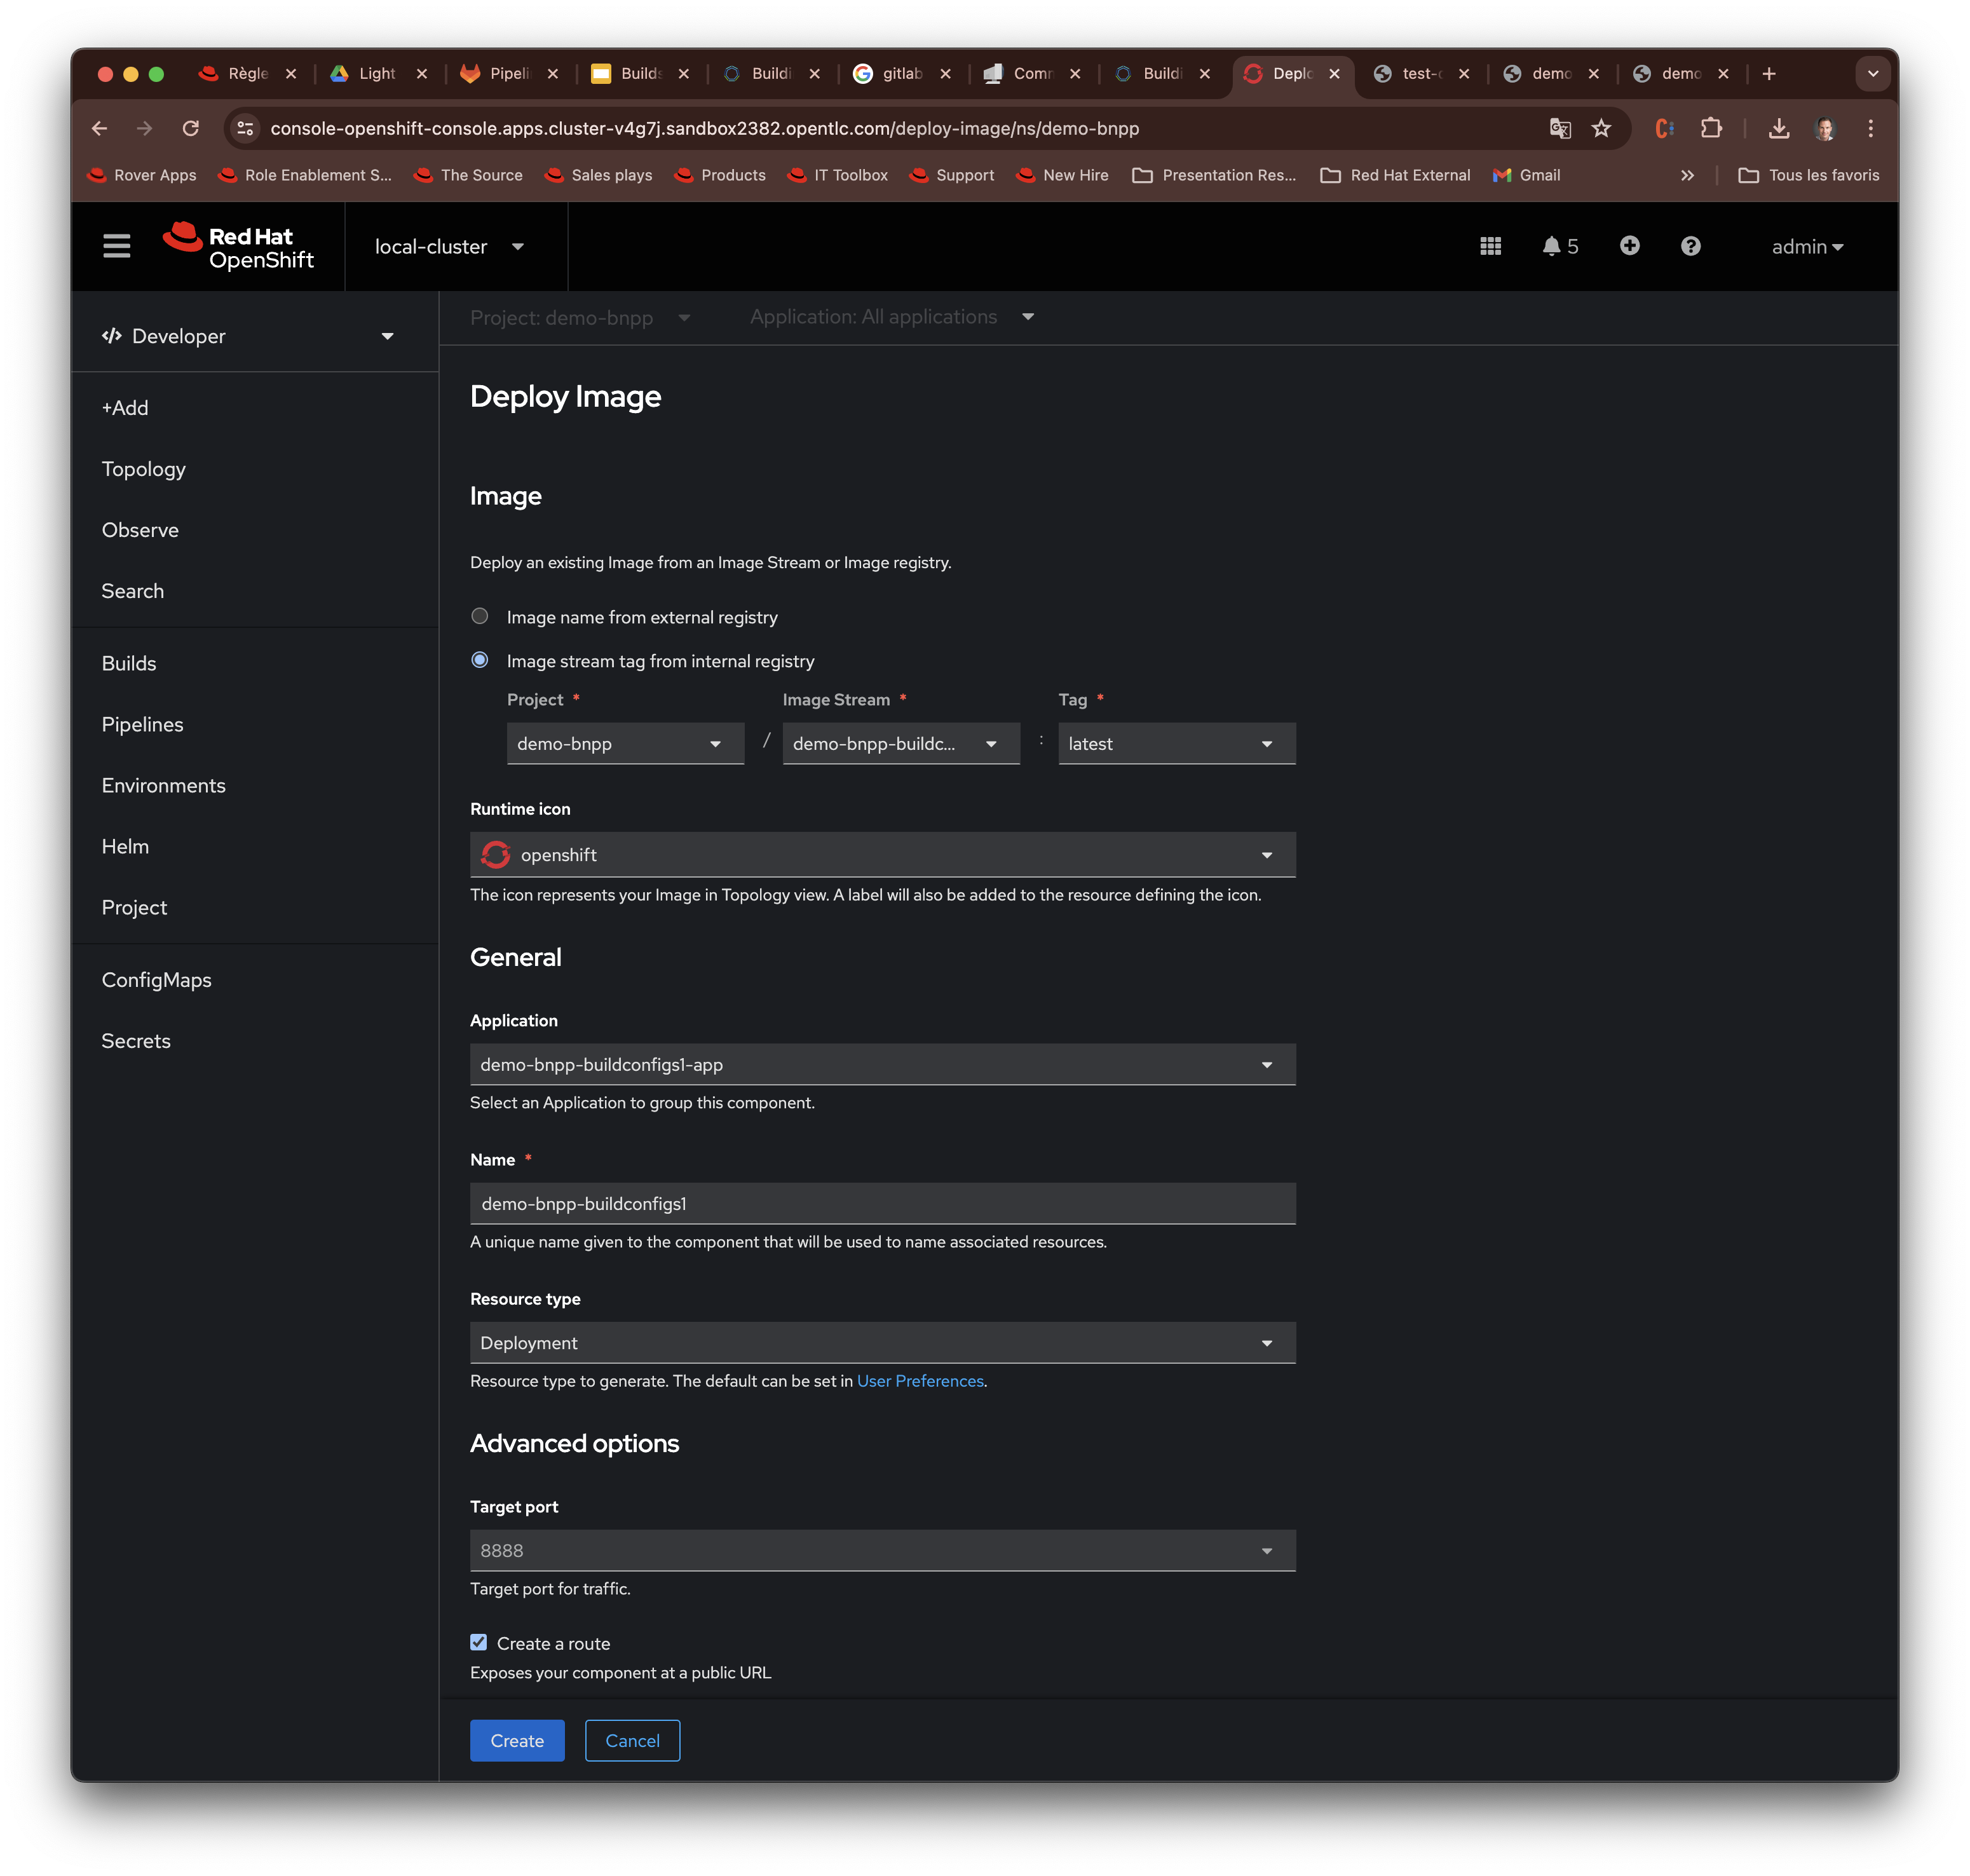 Règle
Light
Pipeli
Builds
Buildi
gitlab
Comm
Buildi
Deplo
test-c
demo
demo
console-openshift-console.apps.cluster-v4g7j.sandbox2382.opentlc.com/deploy-image/ns/demo-bnpp
Rover Apps
Role Enablement S...
The Source
Sales plays
Products
IT Toolbox
Support
New Hire
Presentation Res...
Red Hat External
Gmail
Tous les favoris
Red Hat
OpenShift
local-cluster
5
admin
Developer
+Add
Topology
Observe
Search
Builds
Pipelines
Environments
Helm
Project
ConfigMaps
Secrets
Project: demo-bnpp
Application: All applications
Deploy Image
Image
Deploy an existing Image from an Image Stream or Image registry.
Image name from external registry
Image stream tag from internal registry
Project *
Image Stream *
Tag *
demo-bnpp
/
demo-bnpp-buildc...
:
latest
Runtime icon
openshift
The icon represents your Image in Topology view. A label will also be added to the resource defining the icon.
General
Application
demo-bnpp-buildconfigs1-app
Select an Application to group this component.
Name *
demo-bnpp-buildconfigs1
A unique name given to the component that will be used to name associated resources.
Resource type
Deployment
Resource type to generate. The default can be set in User Preferences.
Advanced options
Target port
8888
Target port for traffic.
Create a route
Exposes your component at a public URL
Create
Cancel